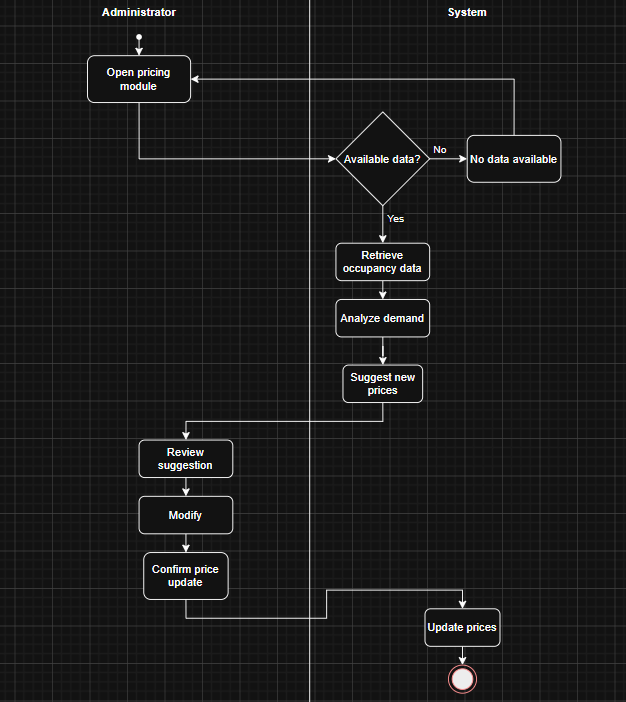 Administrator
System
Open pricing
module
Available data?
No
No data available
Yes
Retrieve
occupancy data
Analyze demand
Suggest new
prices
Review
suggestion
Modify
Confirm price
update
Update prices